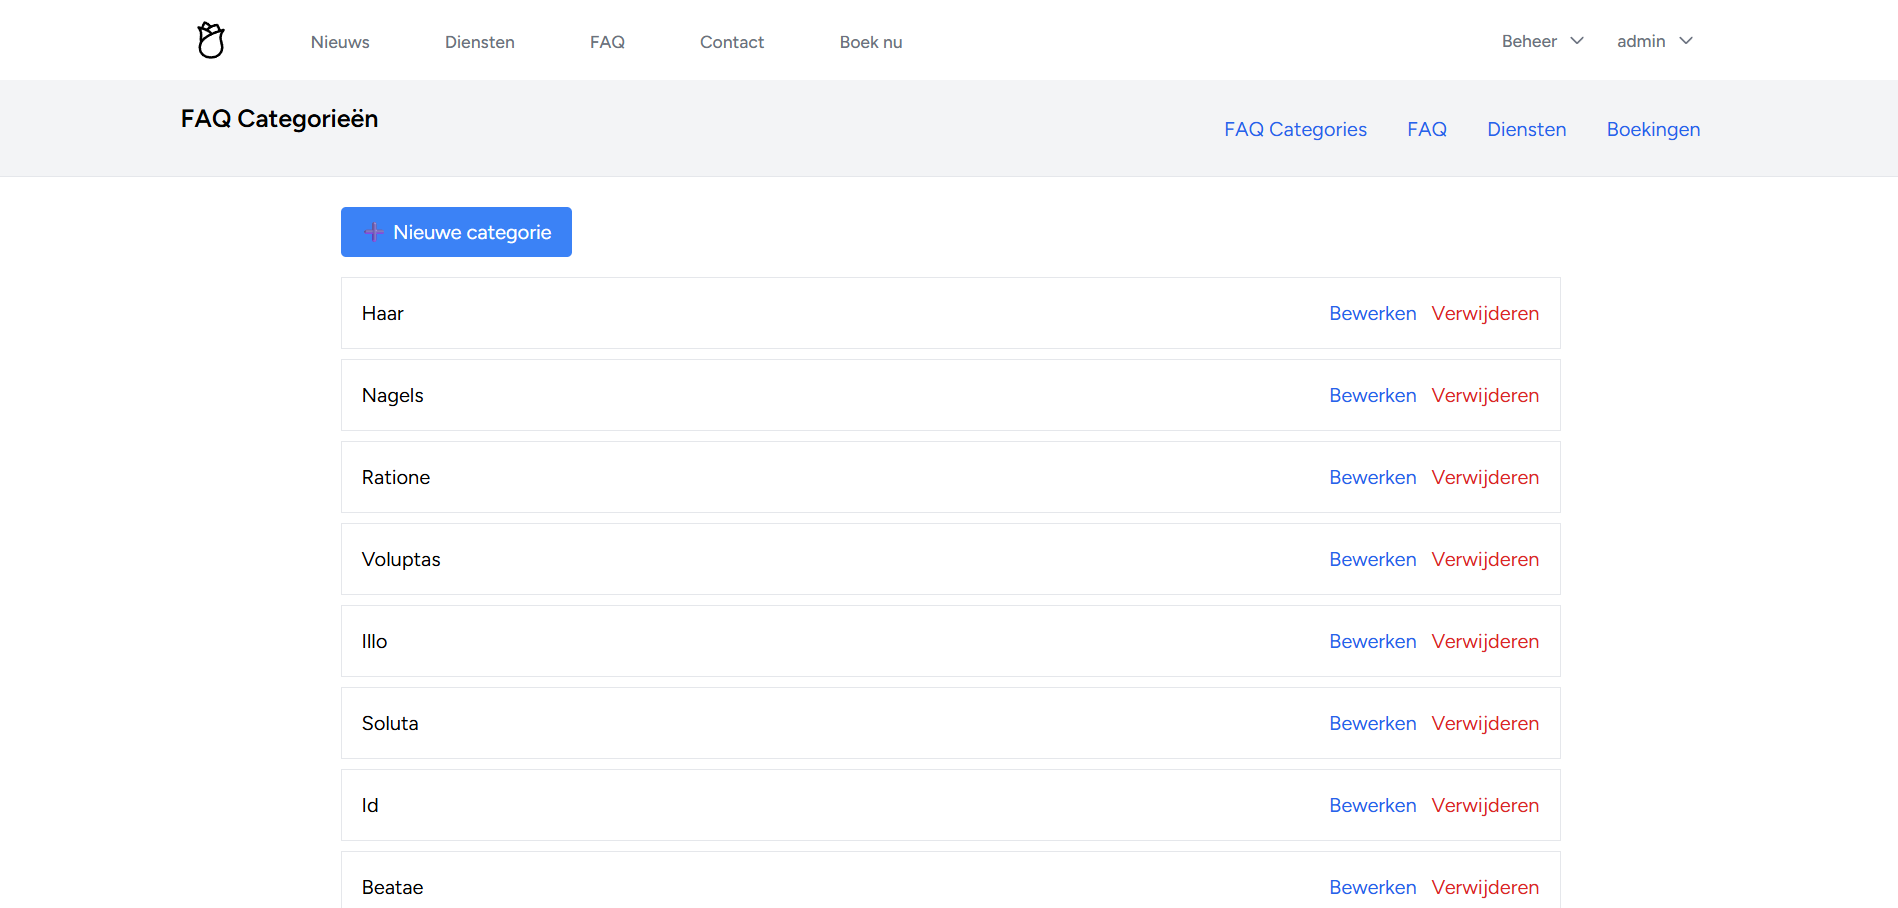 Nieuws Diensten FAQ Contact Boek nu Beheer admin
FAQ Categorieën FAQ Categories FAQ Diensten Boekingen
Nieuwe categorie
Haar Bewerken Verwijderen
Nagels Bewerken Verwijderen
Ratione Bewerken Verwijderen
Voluptas Bewerken Verwijderen
Illo Bewerken Verwijderen
Soluta Bewerken Verwijderen
Id Bewerken Verwijderen
Beatae Bewerken Verwijderen